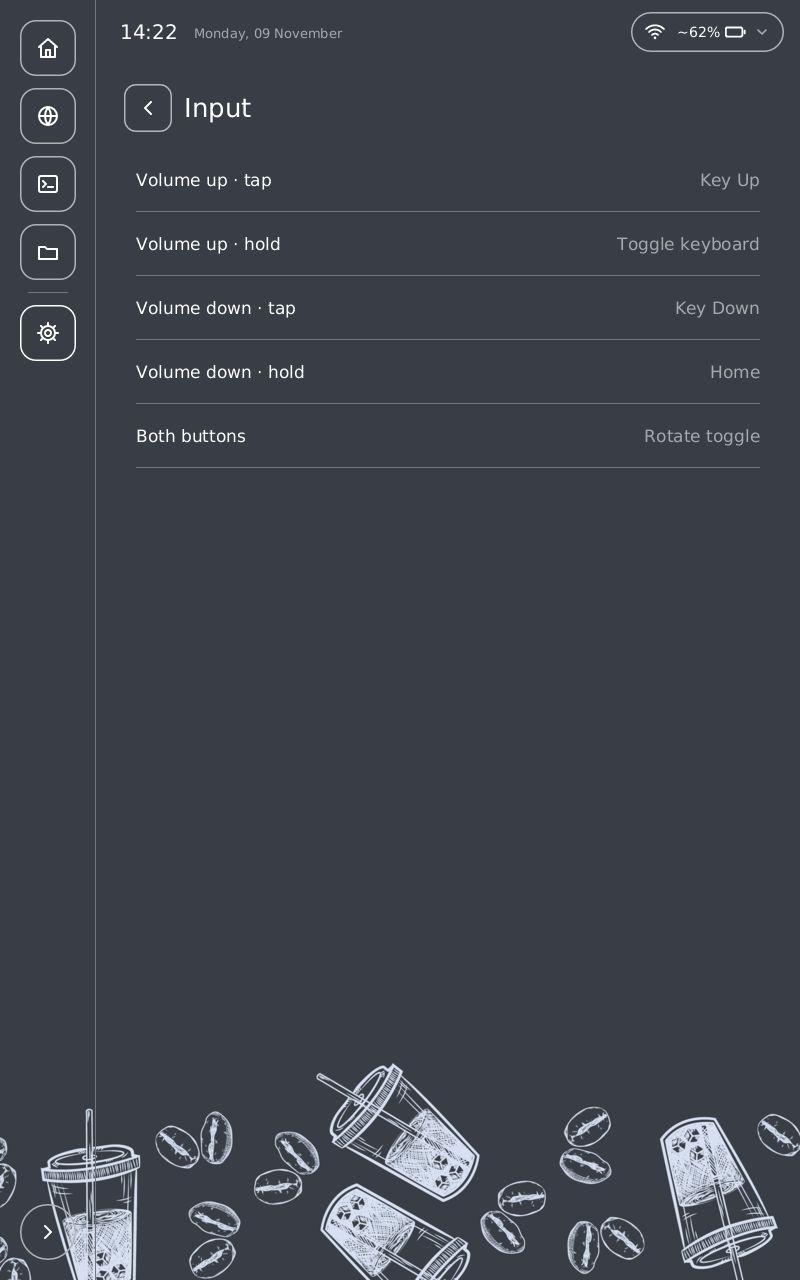 14:22 Monday, 09 November ~62%
Input
Volume up · tap Key Up
Volume up · hold Toggle keyboard
Volume down · tap Key Down
Volume down · hold Home
Both buttons Rotate toggle